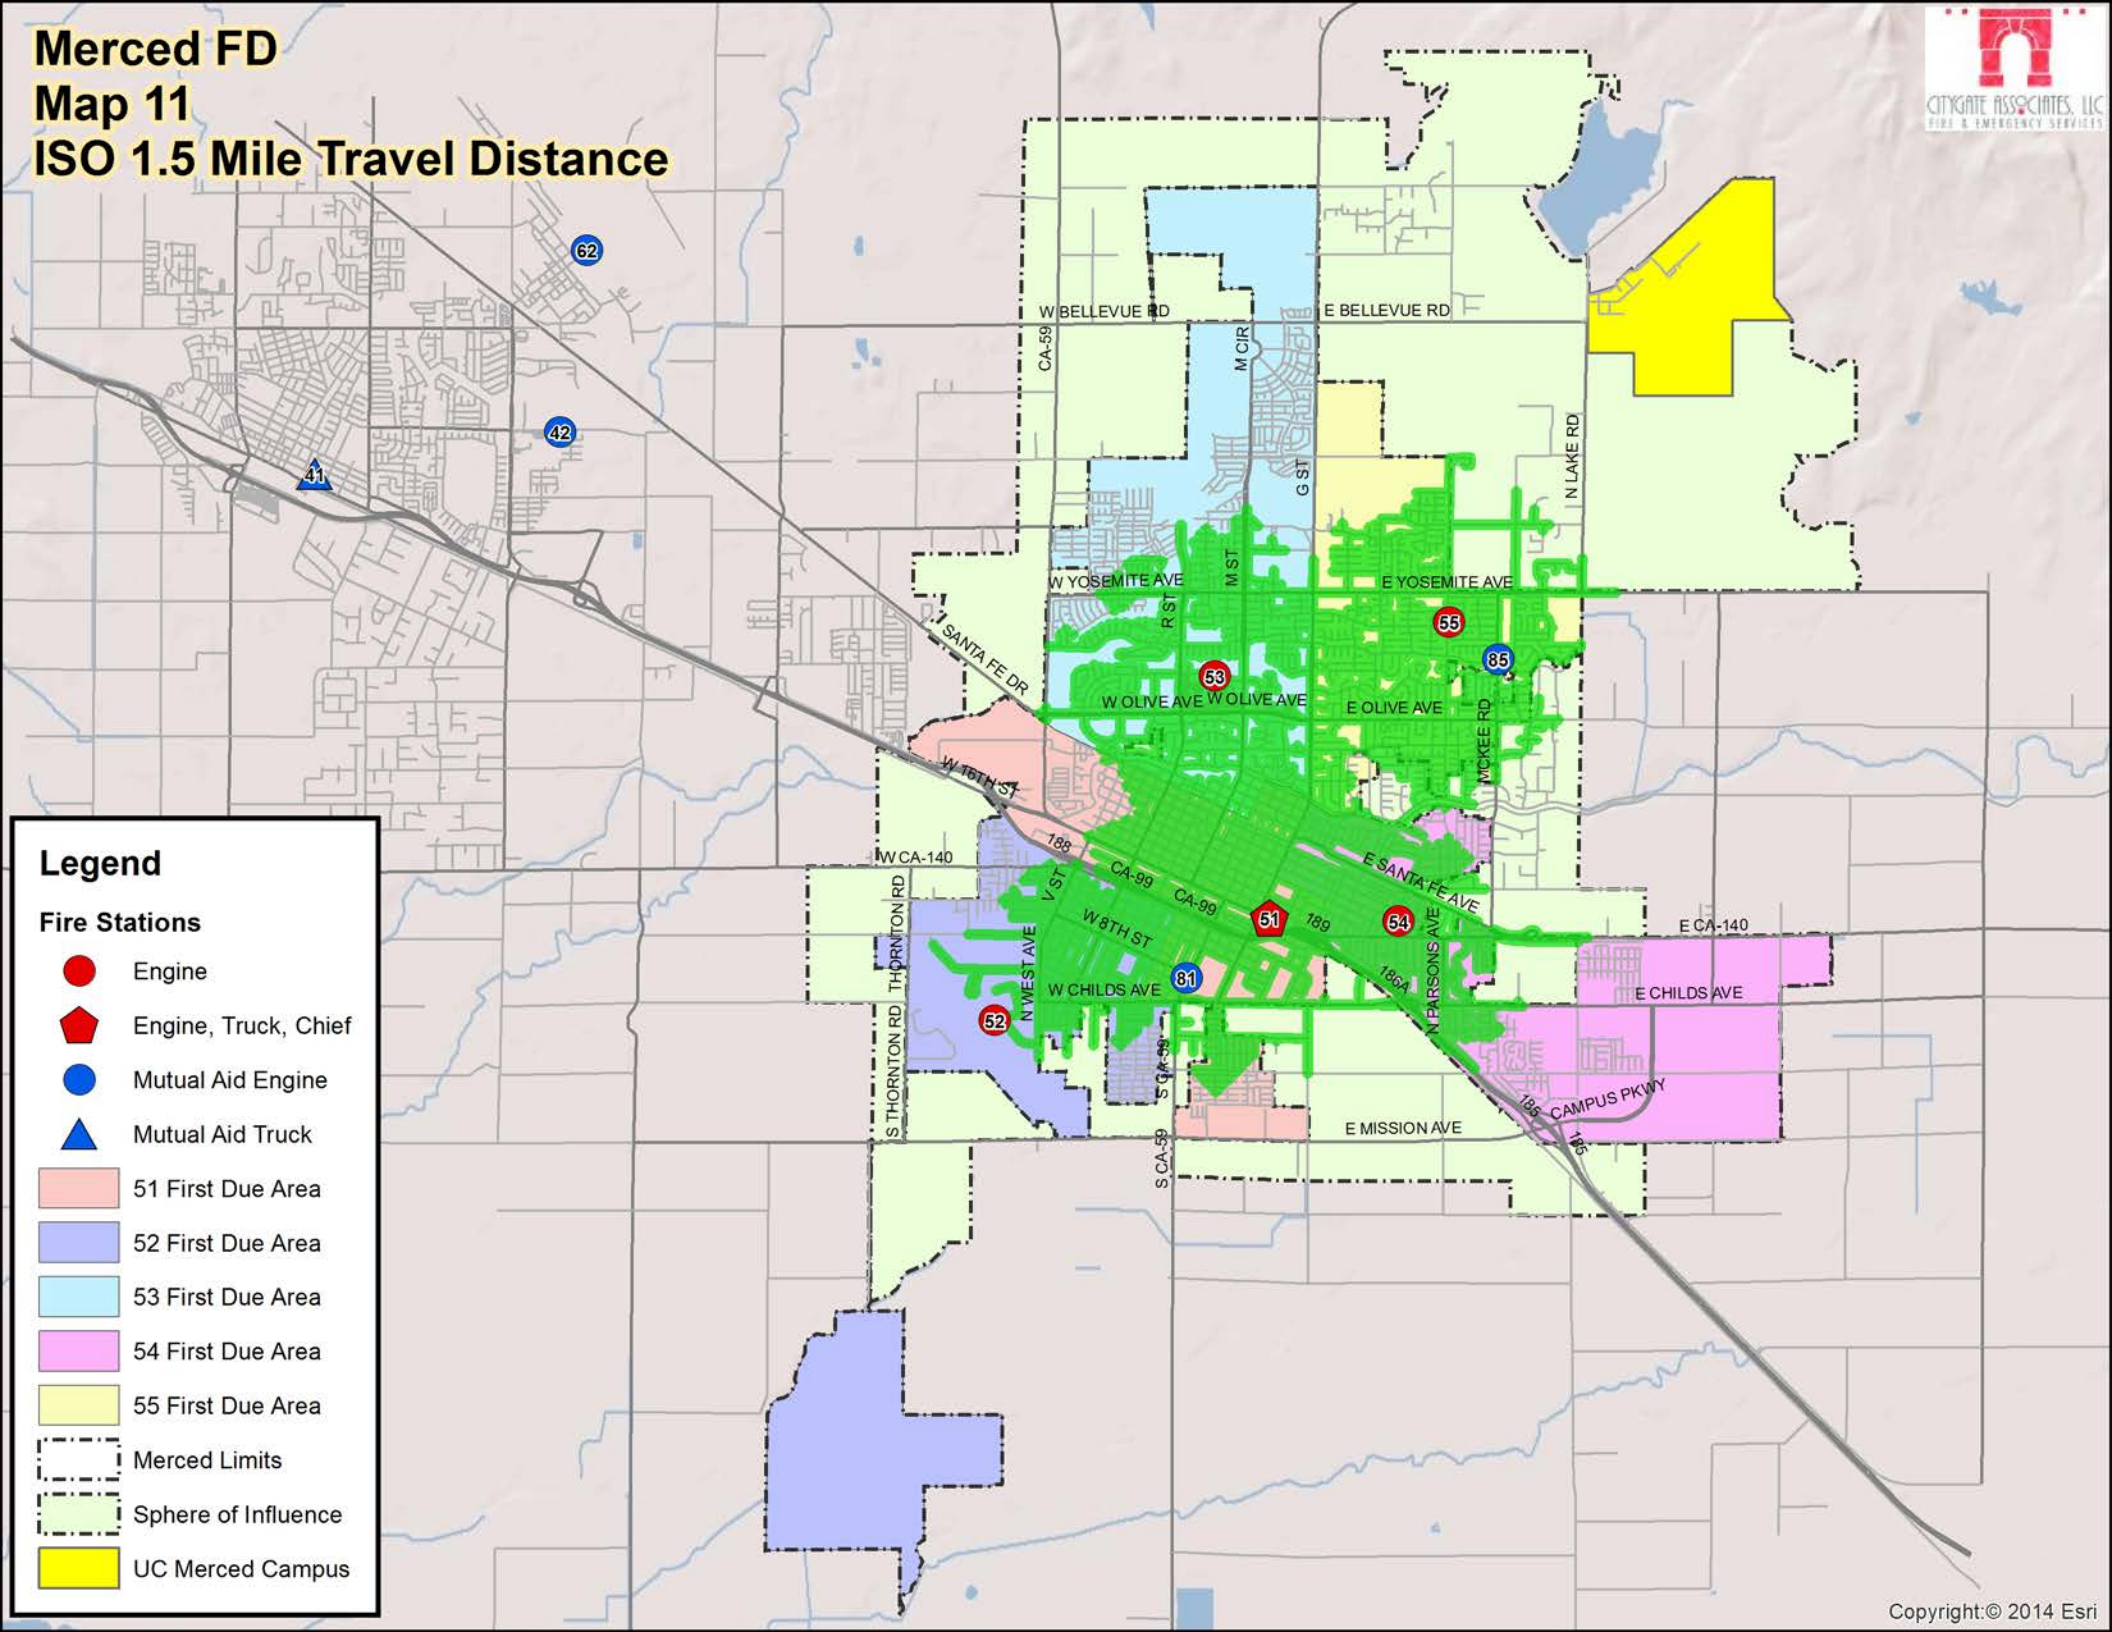 Merced FD
Map 11
ISO 1.5 Mile Travel Distance
CITYGATE ASSOCIATES, LLC
FIRE & EMERGENCY SERVICES
62
42
41
W BELLEVUE RD
E BELLEVUE RD
CA-59
M CIR
G ST
N LAKE RD
W YOSEMITE AVE
M ST
E YOSEMITE AVE
R ST
55
85
53
SANTA FE DR
W OLIVE AVE
W OLIVE AVE
E OLIVE AVE
MCKEE RD
W 16TH ST
188
W CA-140
V ST
CA-99
CA-99
E SANTA FE AVE
W 8TH ST
51
189
54
E CA-140
N THORNTON RD
N WEST AVE
N PARSONS AVE
81
186A
W CHILDS AVE
E CHILDS AVE
52
S THORNTON RD
S CA-59
185
CAMPUS PKWY
E MISSION AVE
185
S CA-59
Legend
Fire Stations
Engine
Engine, Truck, Chief
Mutual Aid Engine
Mutual Aid Truck
51 First Due Area
52 First Due Area
53 First Due Area
54 First Due Area
55 First Due Area
Merced Limits
Sphere of Influence
UC Merced Campus
Copyright:© 2014 Esri